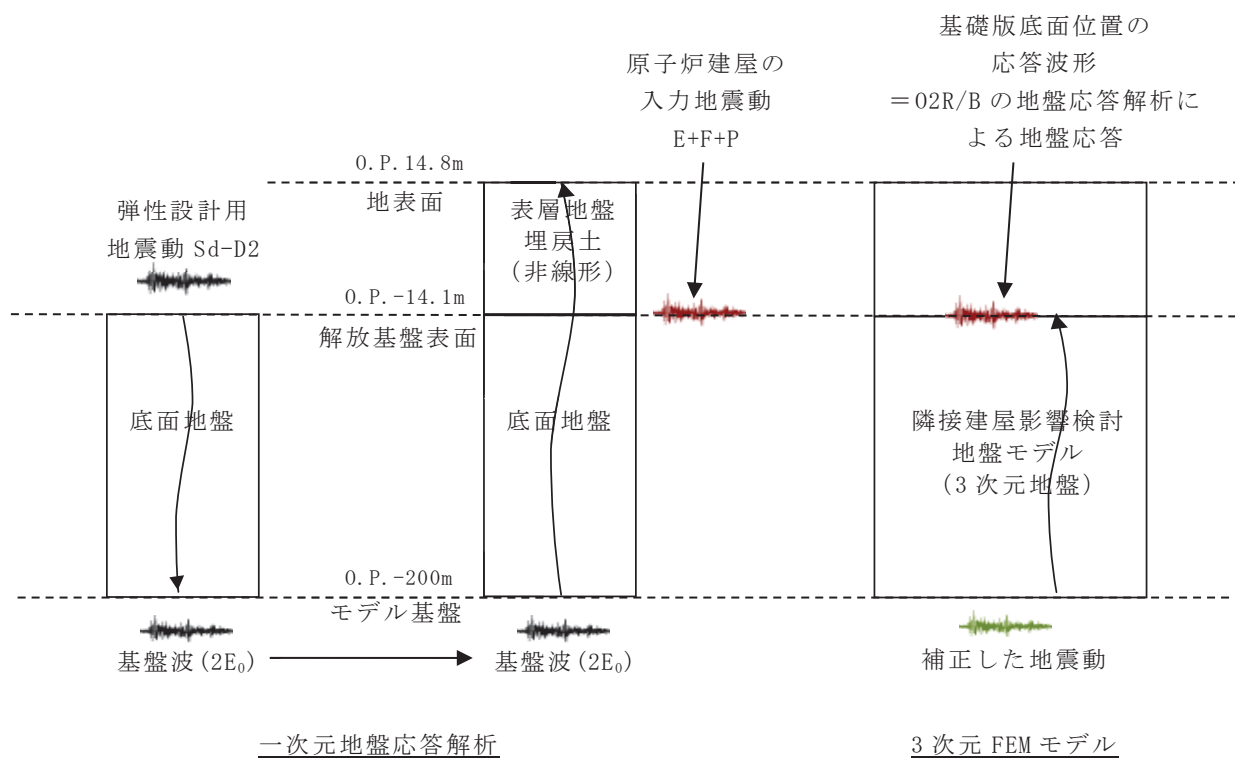 基礎版底面位置の
応答波形
＝O2R/B の地盤応答解析に
よる地盤応答
原子炉建屋の
入力地震動
E+F+P
O.P.14.8m
地表面
弾性設計用
地震動 Sd-D2
表層地盤
埋戻土
(非線形)
O.P.-14.1m
解放基盤表面
底面地盤
底面地盤
隣接建屋影響検討
地盤モデル
(3 次元地盤)
O.P.-200m
モデル基盤
基盤波(2E₀)
基盤波(2E₀)
補正した地震動
一次元地盤応答解析
3 次元 FEM モデル